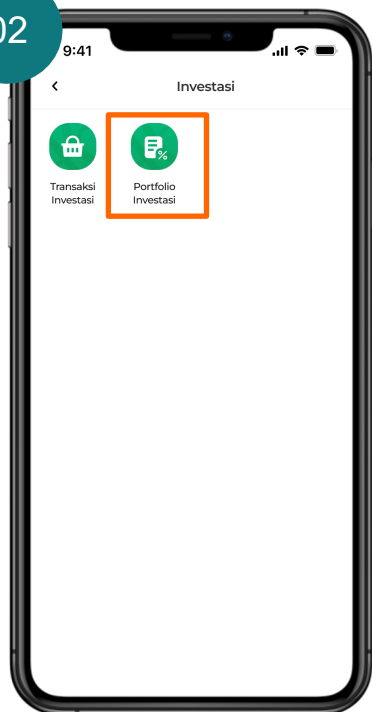 02
9:41
Investasi
Transaksi
Investasi
Portfolio
Investasi